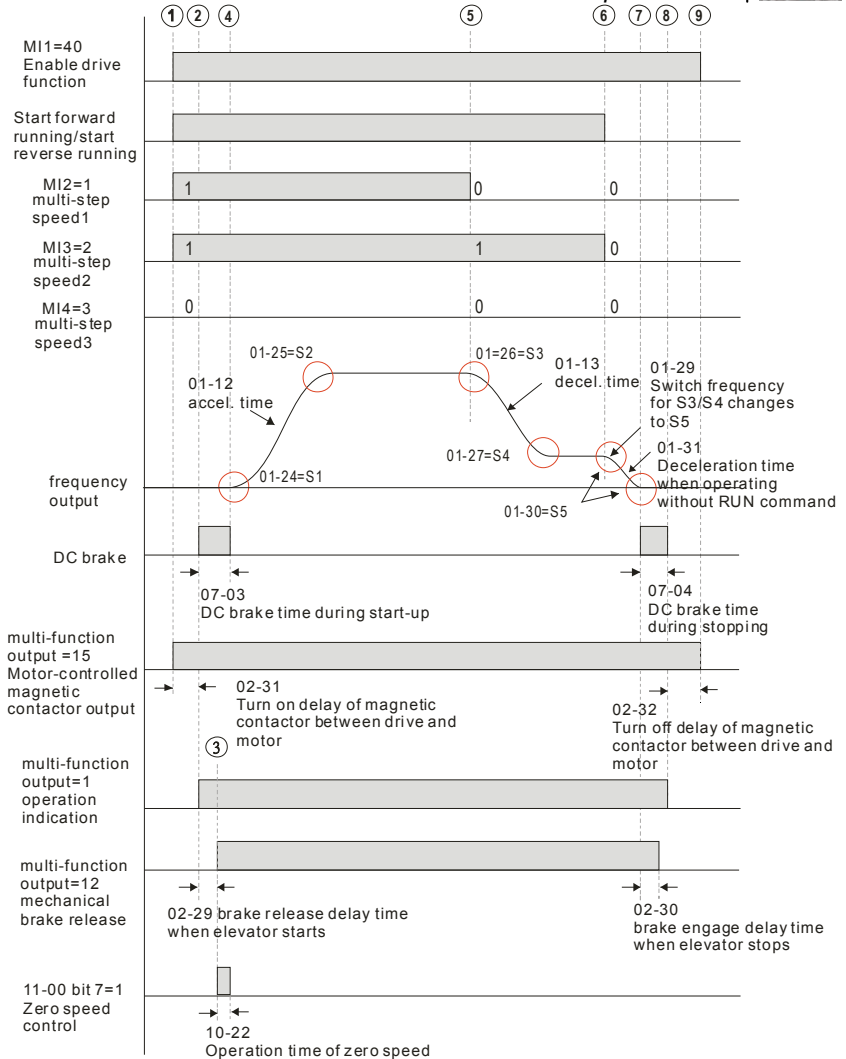 1 2 4 5 6 7 8 9
MI1=40
Enable drive
function
Start forward
running/start
reverse running
MI2=1
multi-step
speed1
1 0 0
MI3=2
multi-step
speed2
1 1 0
MI4=3
multi-step
speed3
0 0 0
01-25=S2
01=26=S3
01-12
accel. time
01-13
decel. time
01-29
Switch frequency
for S3/S4 changes
to S5
01-24=S1
01-27=S4
01-30=S5
01-31
Deceleration time
when operating
without RUN command
frequency
output
DC brake
07-03
DC brake time during start-up
07-04
DC brake time
during stopping
multi-function
output =15
Motor-controlled
magnetic
contactor output
02-31
Turn on delay of magnetic
contactor between drive and
motor
02-32
Turn off delay of magnetic
contactor between drive and
motor
3
multi-function
output=1
operation
indication
multi-function
output=12
mechanical
brake release
02-29 brake release delay time
when elevator starts
02-30
brake engage delay time
when elevator stops
11-00 bit 7=1
Zero speed
control
10-22
Operation time of zero speed